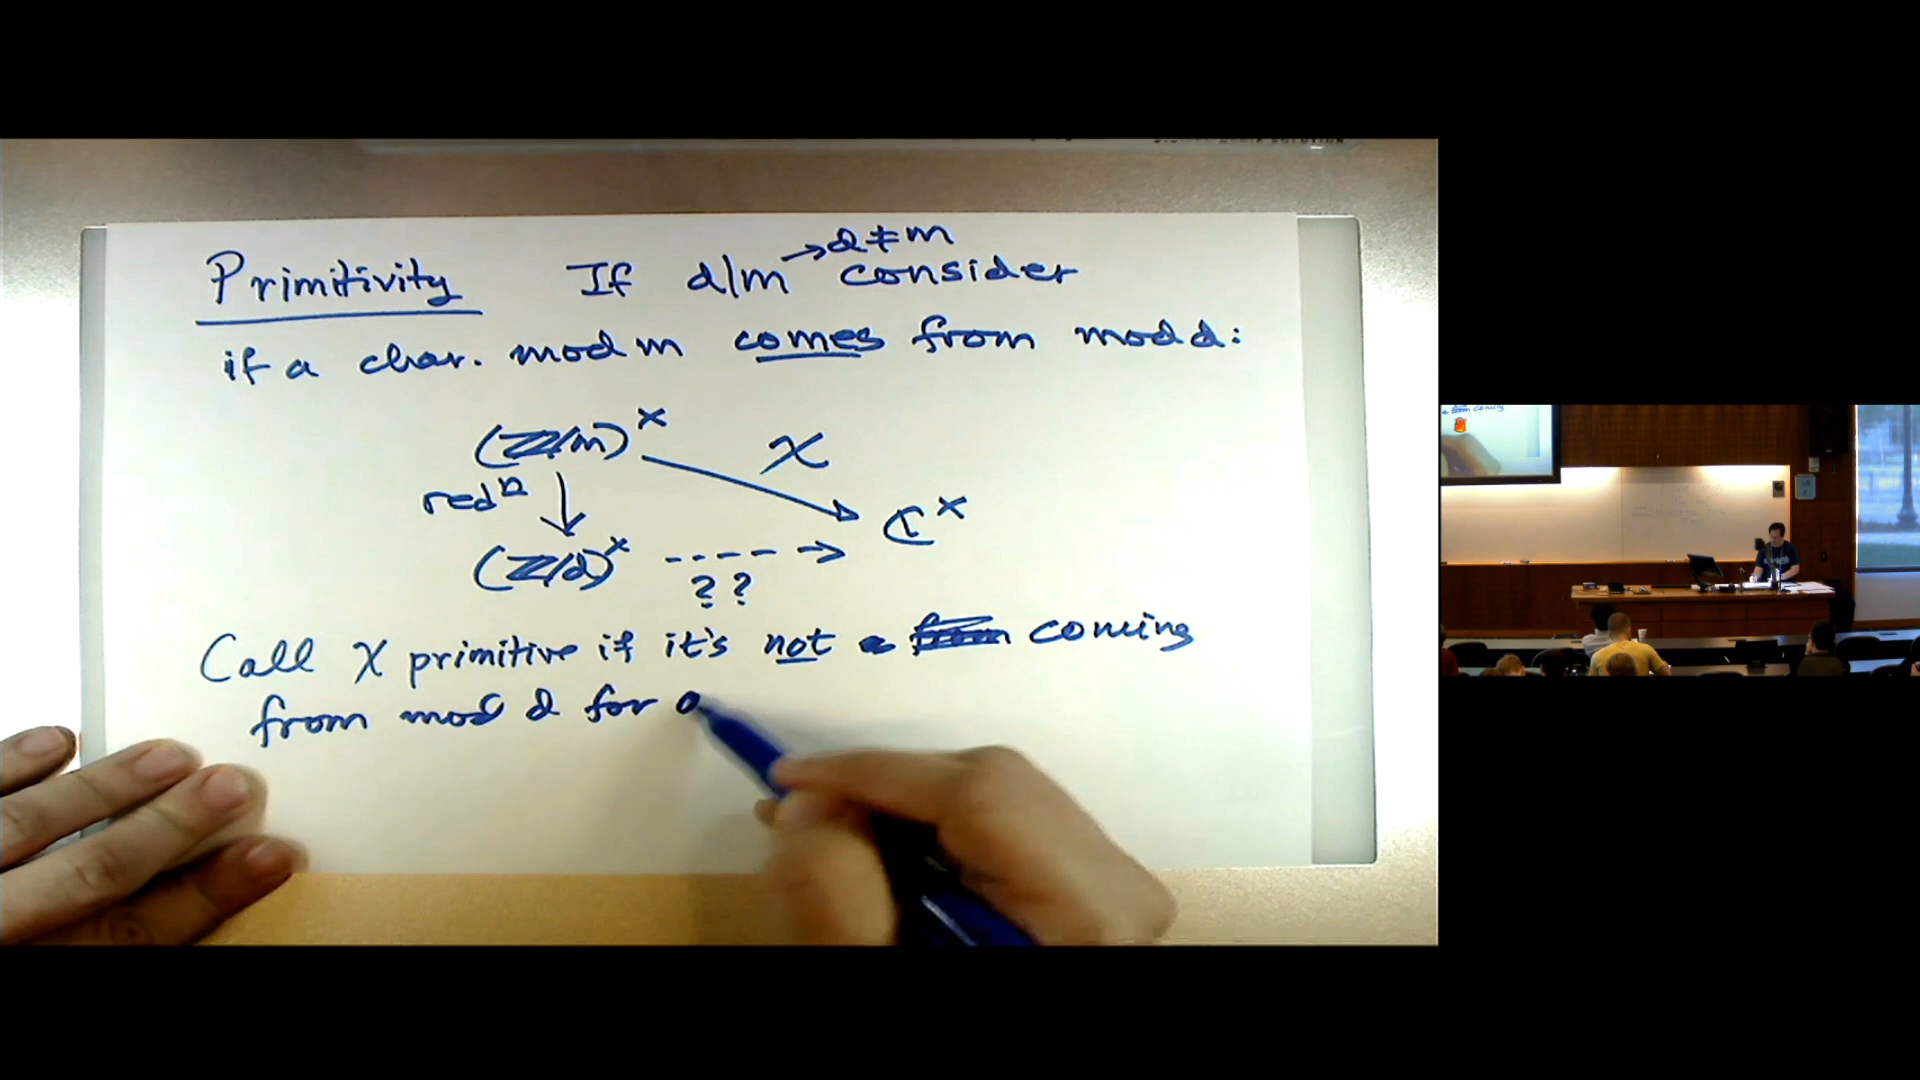 → d≠m
Primitivity If d|m consider
if a char. mod m comes from mod d:
(ℤ/m)^× χ
red^n ↓ ℂ^×
(ℤ/d)^× ----→
??
Call χ primitive if it's not a coming
from mod d for a
coming